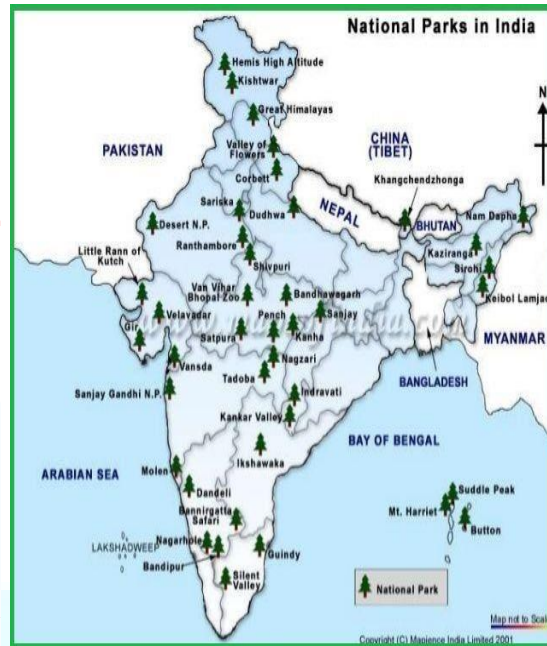 National Parks in India
Hemis High Altitude
Kishtwar
N
Great Himalayas
CHINA
(TIBET)
PAKISTAN
Valley of
Flowers
Corbett
Khangchendzonga
Sariska
Dudhwa
NEPAL
Nam Dapha
Desert N.P.
BHUTAN
Ranthambore
Kaziranga
Little Rann of
Kutch
Shivpuri
Sirohi
Van Vihar
Bhopal Zoo
Bandhawagarh
Keibol Lamjao
Velavadar
Pench
Sanjay
Gir
Satpura
Kanha
MYANMAR
Vansda
Nagzari
Tadoba
BANGLADESH
Sanjay Gandhi N.P.
Indravati
Kankar Valley
BAY OF BENGAL
Ikshawaka
ARABIAN SEA
Molen
Dandeli
Suddle Peak
Mt. Harriet
Bannirgatta
Safari
Button
Nagarhole
LAKSHADWEEP
Guindy
Bandipur
Silent
Valley
National Park
Map not to Scale
Copyright (C) Mapience India Limited 2001